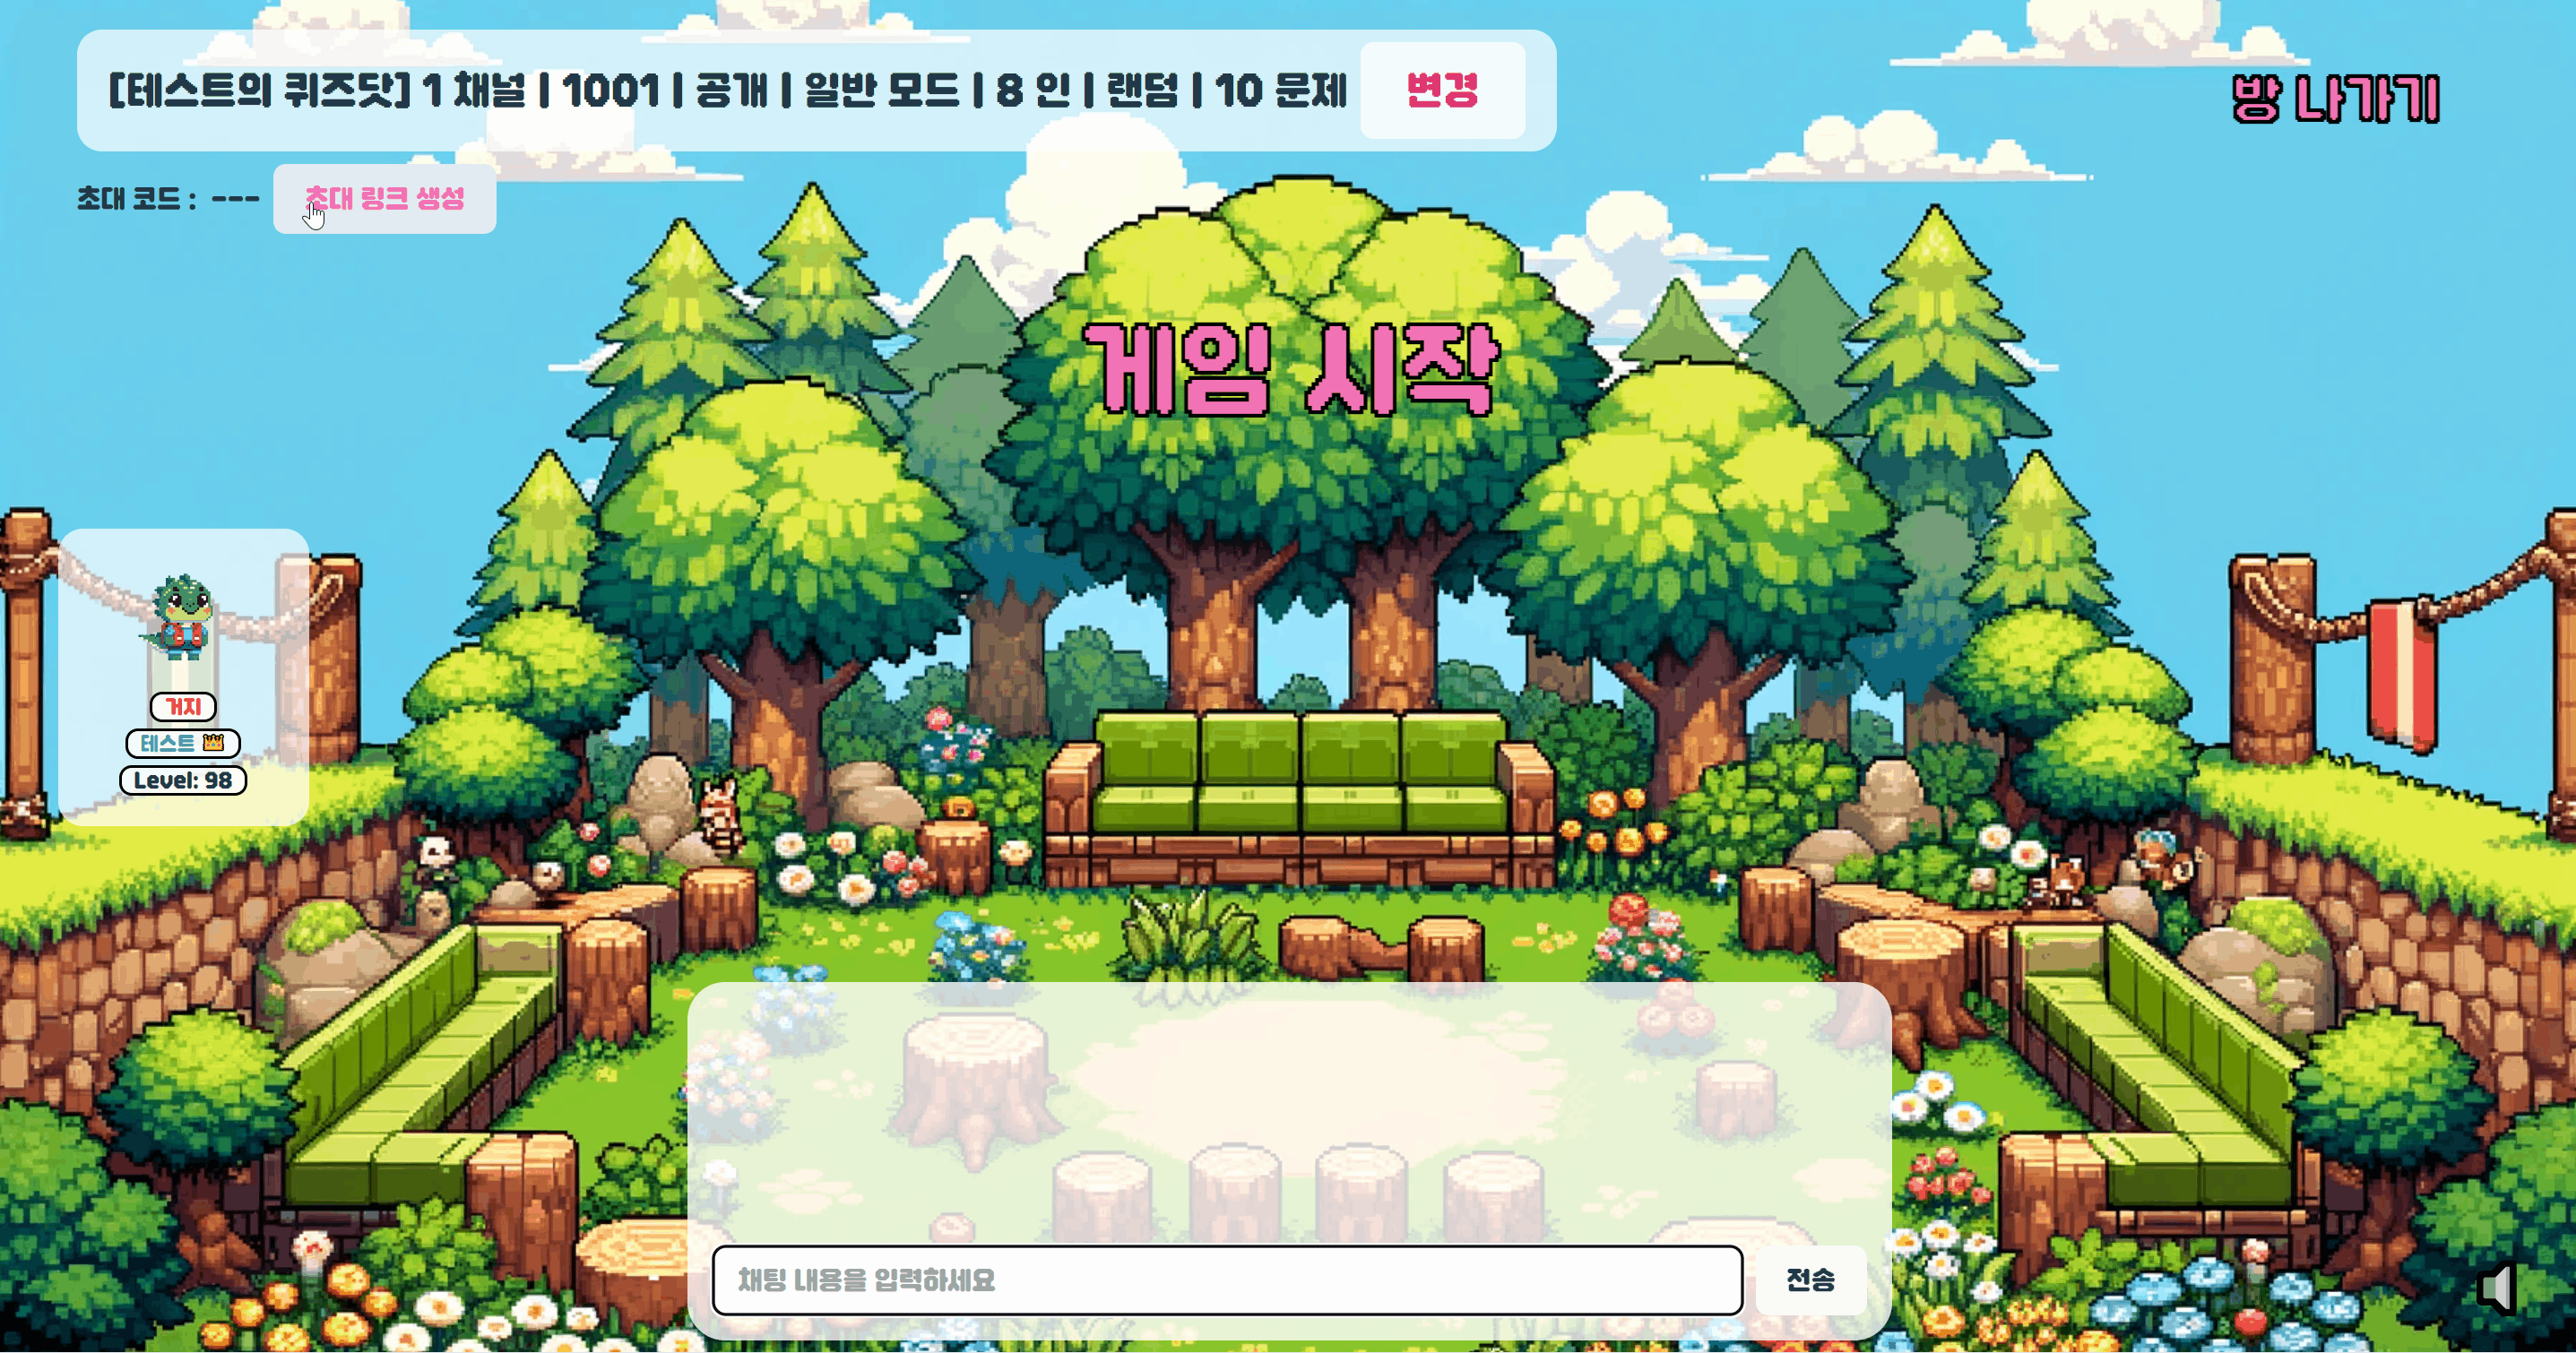 [테스트의 퀴즈닷] 1 채널 | 1001 | 공개 | 일반 모드 | 8 인 | 랜덤 | 10 문제 변경
방 나가기
초대 코드 : --- 초대 링크 생성
게임 시작
거지
테스트 👑
Level: 98
채팅 내용을 입력하세요 전송